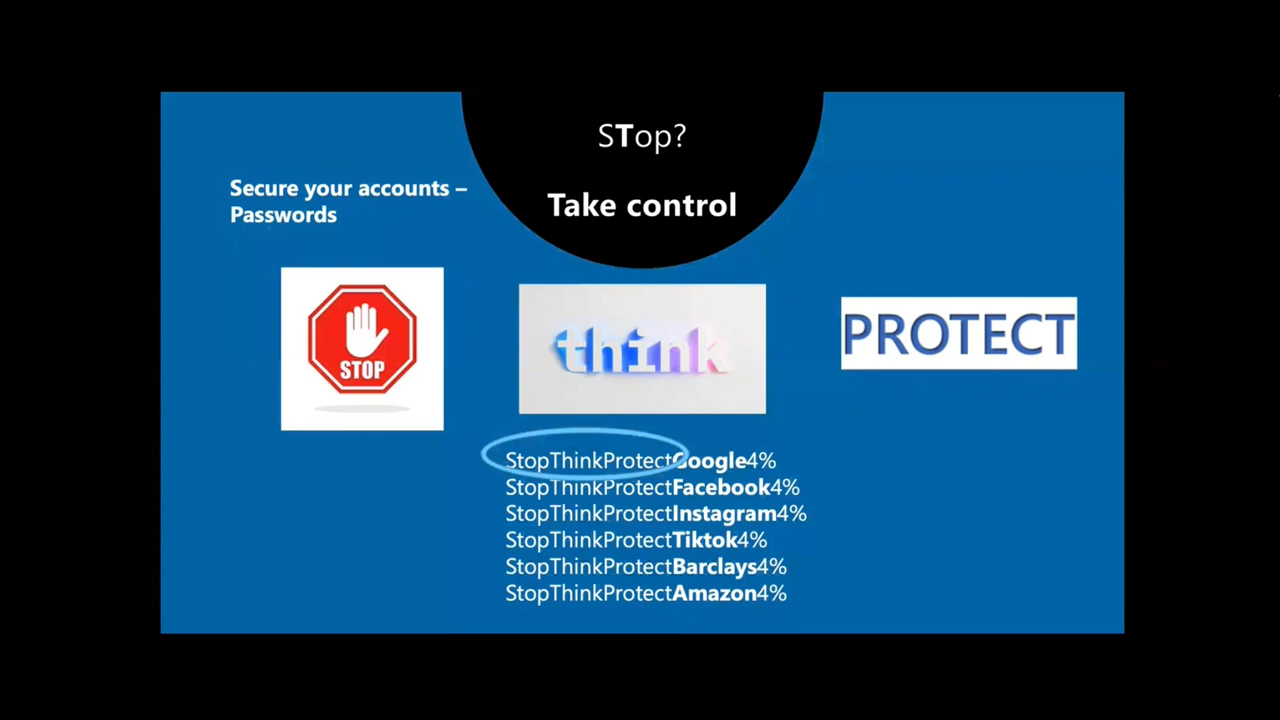 STop?
Take control
Secure your accounts –
Passwords
STOP
think
PROTECT
StopThinkProtectGoogle4%
StopThinkProtectFacebook4%
StopThinkProtectInstagram4%
StopThinkProtectTiktok4%
StopThinkProtectBarclays4%
StopThinkProtectAmazon4%